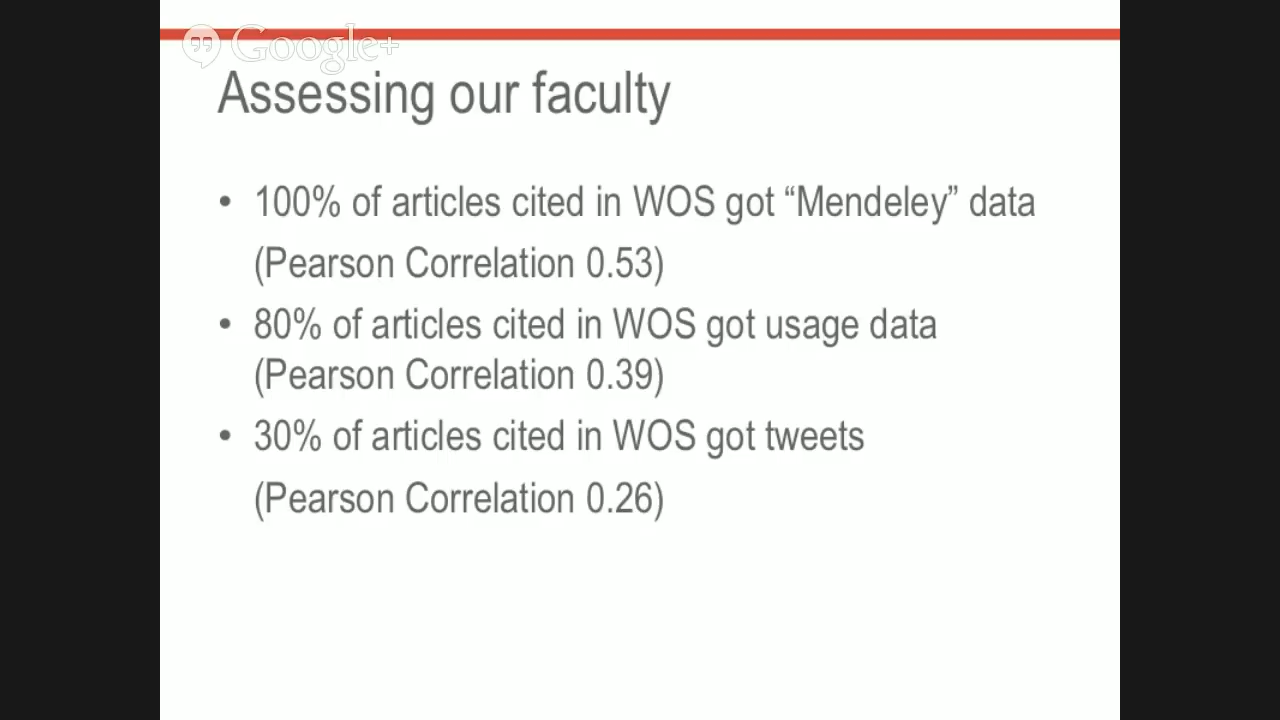 Google+
Assessing our faculty
• 100% of articles cited in WOS got “Mendeley” data
(Pearson Correlation 0.53)
• 80% of articles cited in WOS got usage data
(Pearson Correlation 0.39)
• 30% of articles cited in WOS got tweets
(Pearson Correlation 0.26)